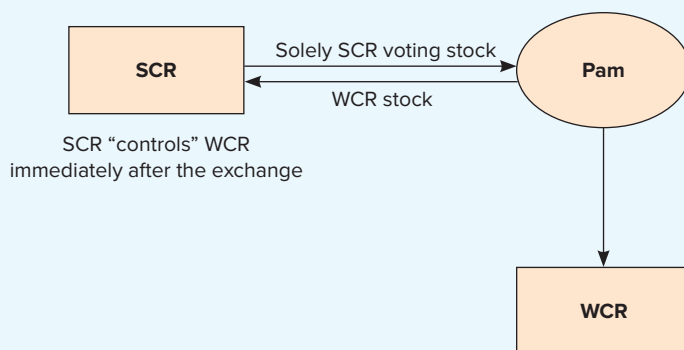 SCR
Solely SCR voting stock
Pam
WCR stock
SCR “controls” WCR
immediately after the exchange
WCR